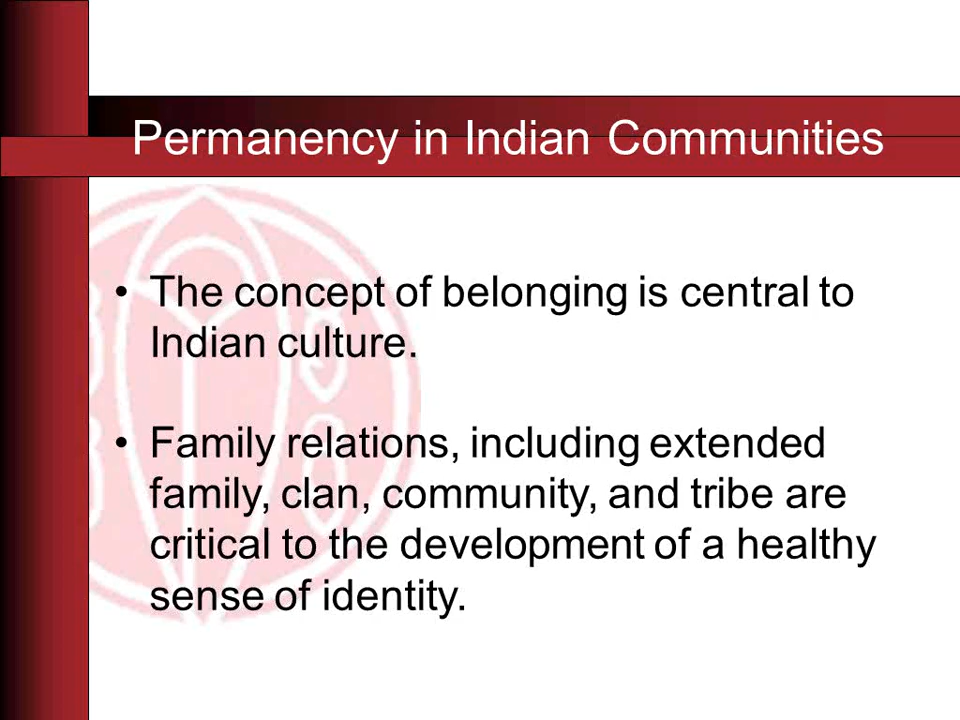 Permanency in Indian Communities
• The concept of belonging is central to
Indian culture.
• Family relations, including extended
family, clan, community, and tribe are
critical to the development of a healthy
sense of identity.